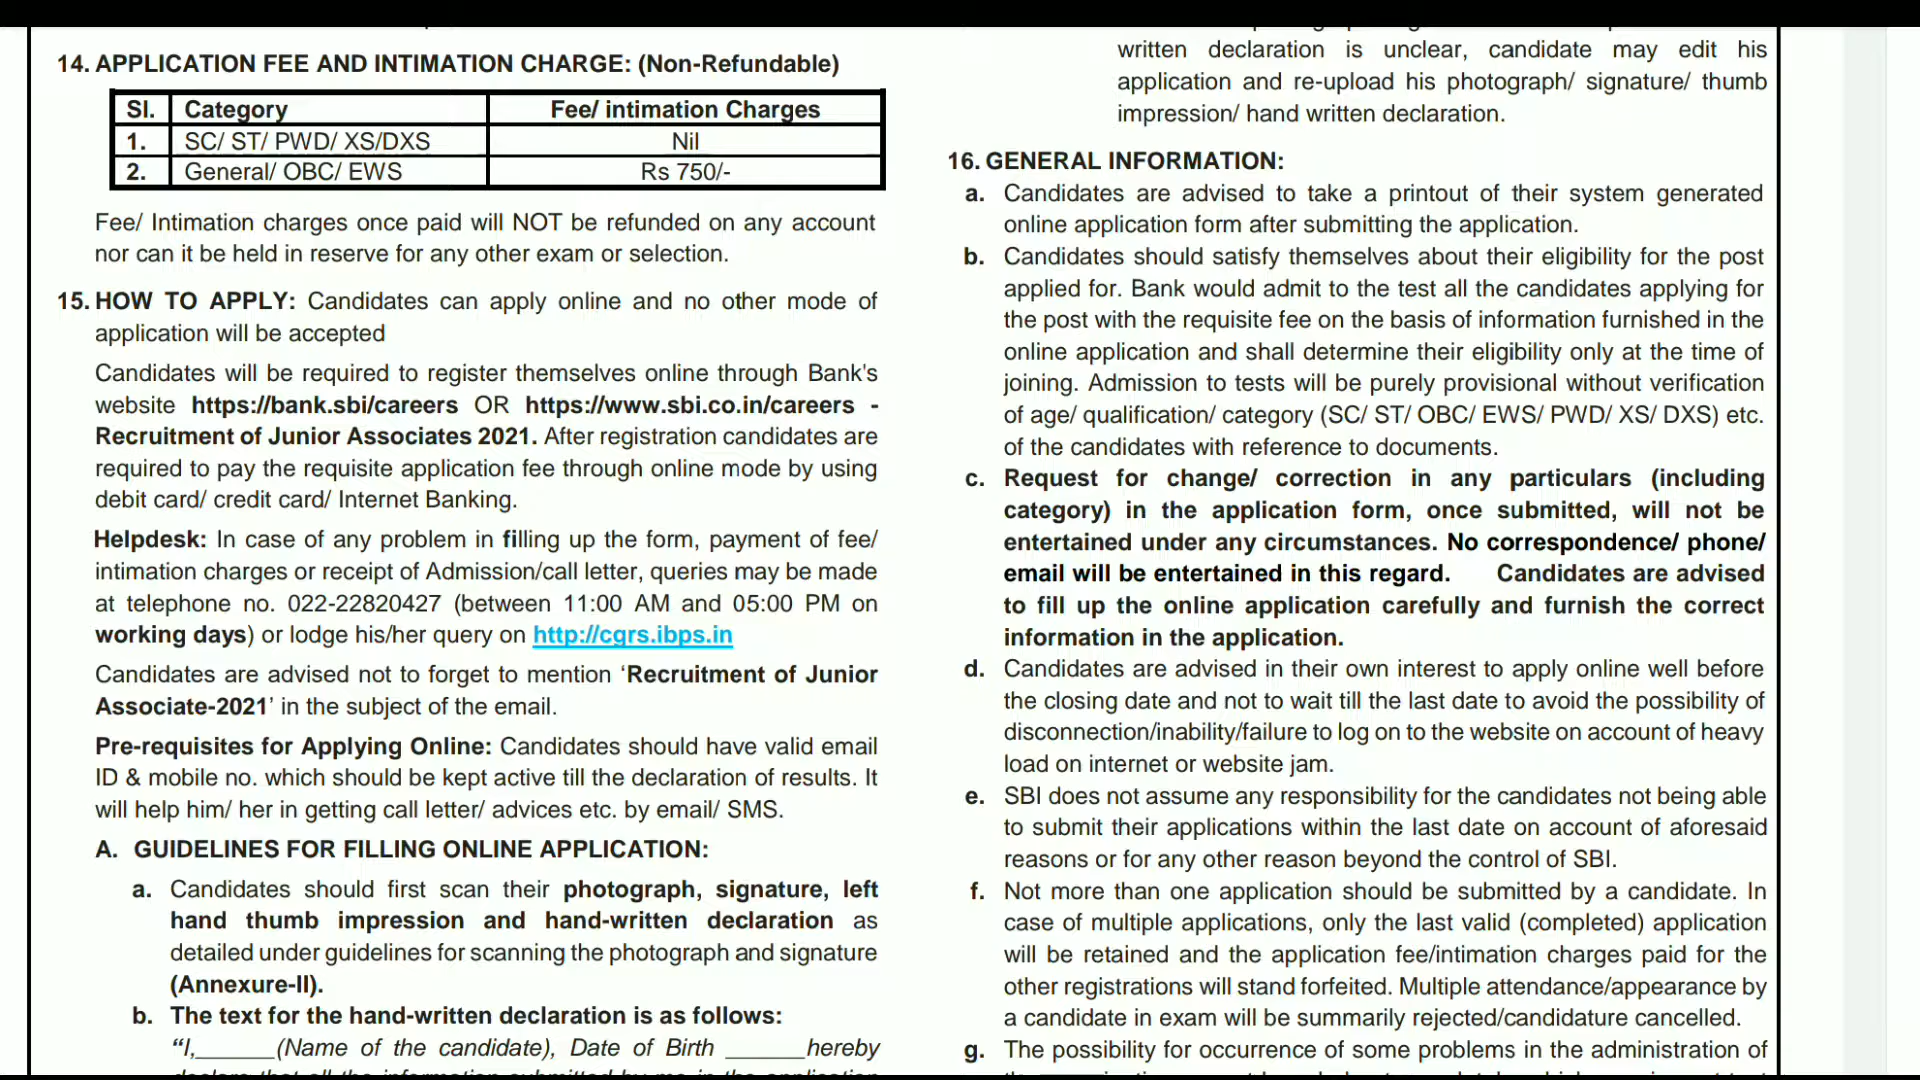 14. APPLICATION FEE AND INTIMATION CHARGE: (Non-Refundable)
Sl. Category Fee/ intimation Charges
1. SC/ ST/ PWD/ XS/DXS Nil
2. General/ OBC/ EWS Rs 750/-
Fee/ Intimation charges once paid will NOT be refunded on any account
nor can it be held in reserve for any other exam or selection.
15. HOW TO APPLY: Candidates can apply online and no other mode of
application will be accepted
Candidates will be required to register themselves online through Bank's
website https://bank.sbi/careers OR https://www.sbi.co.in/careers -
Recruitment of Junior Associates 2021. After registration candidates are
required to pay the requisite application fee through online mode by using
debit card/ credit card/ Internet Banking.
Helpdesk: In case of any problem in filling up the form, payment of fee/
intimation charges or receipt of Admission/call letter, queries may be made
at telephone no. 022-22820427 (between 11:00 AM and 05:00 PM on
working days) or lodge his/her query on http://cgrs.ibps.in
Candidates are advised not to forget to mention ‘Recruitment of Junior
Associate-2021’ in the subject of the email.
Pre-requisites for Applying Online: Candidates should have valid email
ID & mobile no. which should be kept active till the declaration of results. It
will help him/ her in getting call letter/ advices etc. by email/ SMS.
A. GUIDELINES FOR FILLING ONLINE APPLICATION:
a. Candidates should first scan their photograph, signature, left
hand thumb impression and hand-written declaration as
detailed under guidelines for scanning the photograph and signature
(Annexure-II).
b. The text for the hand-written declaration is as follows:
“I,______(Name of the candidate), Date of Birth ______hereby
declare that all the information submitted by me in the application
written declaration is unclear, candidate may edit his
application and re-upload his photograph/ signature/ thumb
impression/ hand written declaration.
16. GENERAL INFORMATION:
a. Candidates are advised to take a printout of their system generated
online application form after submitting the application.
b. Candidates should satisfy themselves about their eligibility for the post
applied for. Bank would admit to the test all the candidates applying for
the post with the requisite fee on the basis of information furnished in the
online application and shall determine their eligibility only at the time of
joining. Admission to tests will be purely provisional without verification
of age/ qualification/ category (SC/ ST/ OBC/ EWS/ PWD/ XS/ DXS) etc.
of the candidates with reference to documents.
c. Request for change/ correction in any particulars (including
category) in the application form, once submitted, will not be
entertained under any circumstances. No correspondence/ phone/
email will be entertained in this regard. Candidates are advised
to fill up the online application carefully and furnish the correct
information in the application.
d. Candidates are advised in their own interest to apply online well before
the closing date and not to wait till the last date to avoid the possibility of
disconnection/inability/failure to log on to the website on account of heavy
load on internet or website jam.
e. SBI does not assume any responsibility for the candidates not being able
to submit their applications within the last date on account of aforesaid
reasons or for any other reason beyond the control of SBI.
f. Not more than one application should be submitted by a candidate. In
case of multiple applications, only the last valid (completed) application
will be retained and the application fee/intimation charges paid for the
other registrations will stand forfeited. Multiple attendance/appearance by
a candidate in exam will be summarily rejected/candidature cancelled.
g. The possibility for occurrence of some problems in the administration of